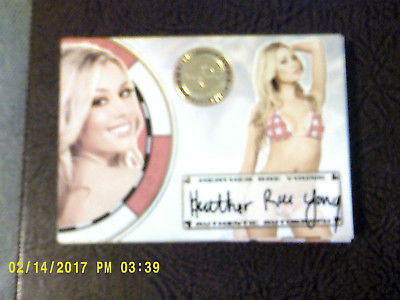 HEATHER RAE YOUNG
Heather Rae Young
AUTHENTIC AUTOGRAPH
02/14/2017 PM 03:39